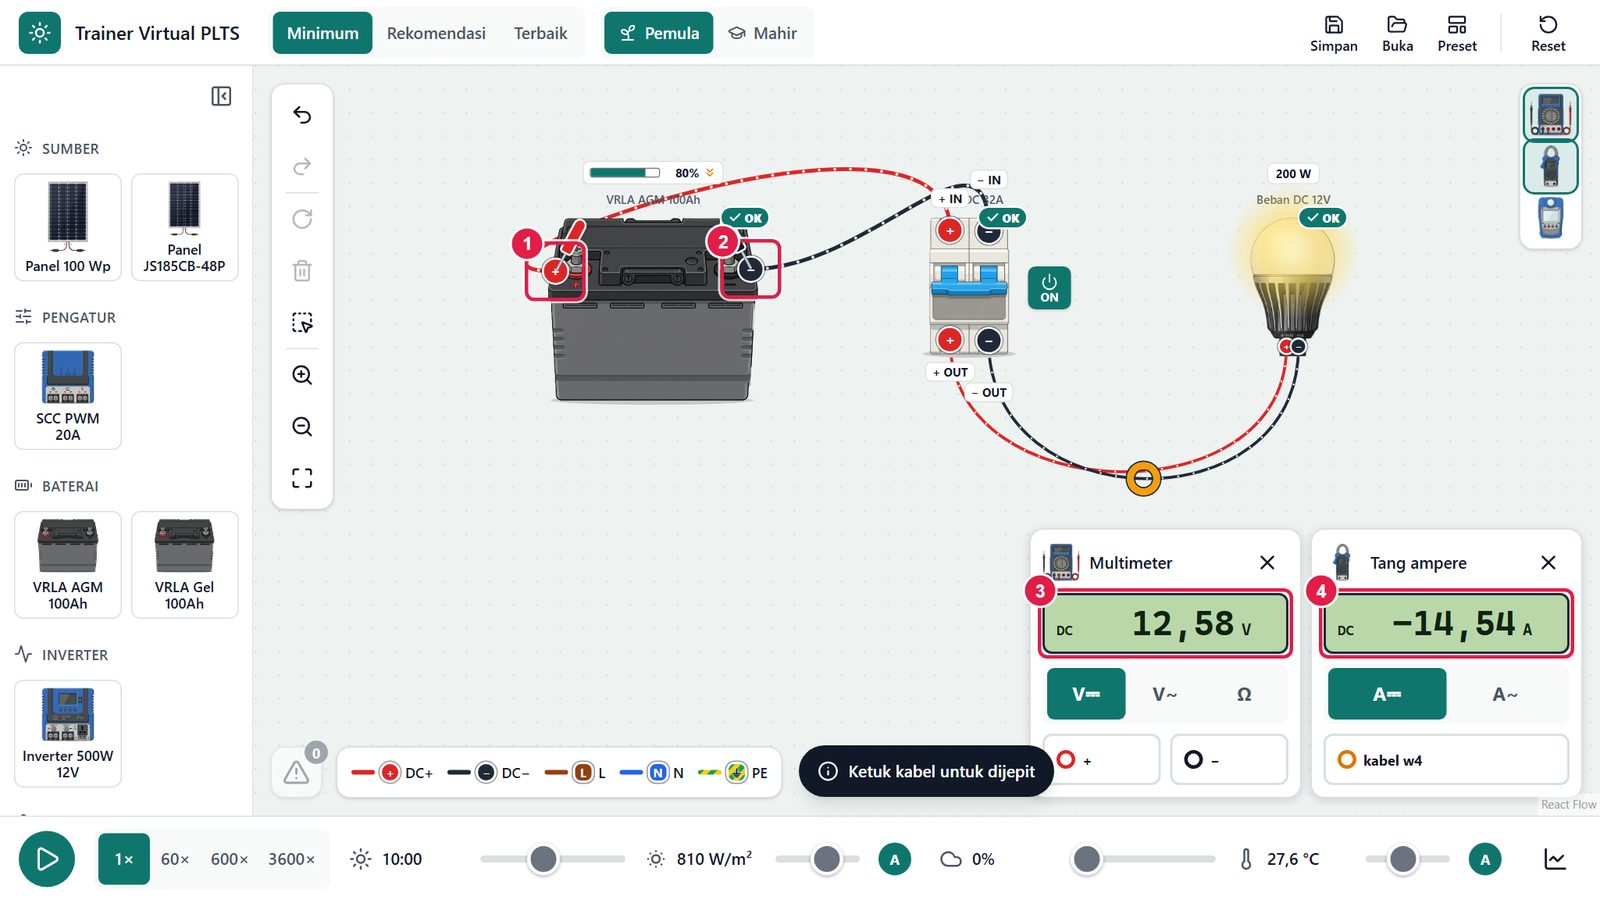 Trainer Virtual PLTS
Minimum
Rekomendasi
Terbaik
Pemula
Mahir
Simpan
Buka
Preset
Reset
SUMBER
Panel 100 Wp
Panel
JS185CB-48P
PENGATUR
SCC PWM
20A
BATERAI
VRLA AGM
100Ah
VRLA Gel
100Ah
INVERTER
Inverter 500W
12V
80%
VRLA AGM 100Ah
OK
1
2
+
−
− IN
+ IN
OK
+
−
ON
+
−
+ OUT
− OUT
200 W
Beban DC 12V
OK
+
−
Multimeter
3
DC 12,58 V
V⎓
V~
Ω
+
−
Tang ampere
4
DC −14,54 A
A⎓
A~
kabel w4
0
+ DC+
− DC−
L L
N N
PE
Ketuk kabel untuk dijepit
React Flow
1×
60×
600×
3600×
10:00
810 W/m²
A
0%
27,6 °C
A